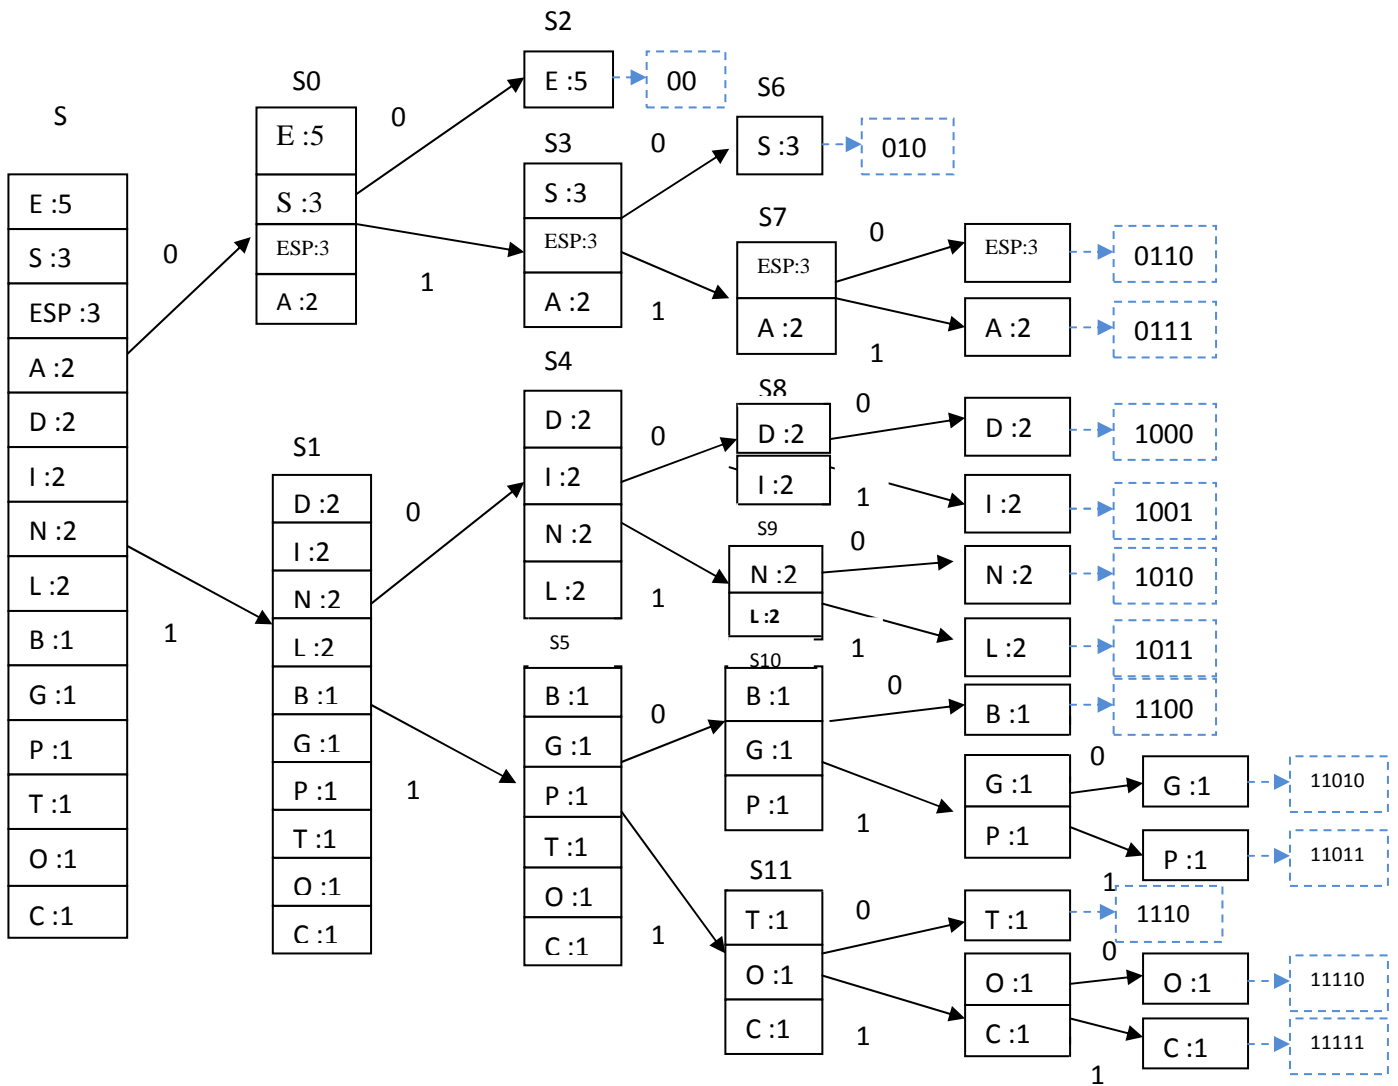 S
E :5
S :3
ESP :3
A :2
D :2
I :2
N :2
L :2
B :1
G :1
P :1
T :1
O :1
C :1
0
1
S0
E :5
S :3
ESP:3
A :2
0
1
S1
D :2
I :2
N :2
L :2
B :1
G :1
P :1
T :1
O :1
C :1
0
1
S2
E :5
00
S3
S :3
ESP:3
A :2
0
1
S4
D :2
I :2
N :2
L :2
0
1
S5
B :1
G :1
P :1
T :1
O :1
C :1
0
1
S6
S :3
010
S7
ESP:3
A :2
0
1
ESP:3
0110
A :2
0111
S8
D :2
I :2
0
1
D :2
1000
I :2
1001
S9
N :2
L :2
0
1
N :2
1010
L :2
1011
S10
B :1
G :1
P :1
0
1
B :1
1100
G :1
P :1
0
1
G :1
11010
P :1
11011
S11
T :1
O :1
C :1
0
1
T :1
1110
O :1
C :1
0
1
O :1
11110
C :1
11111